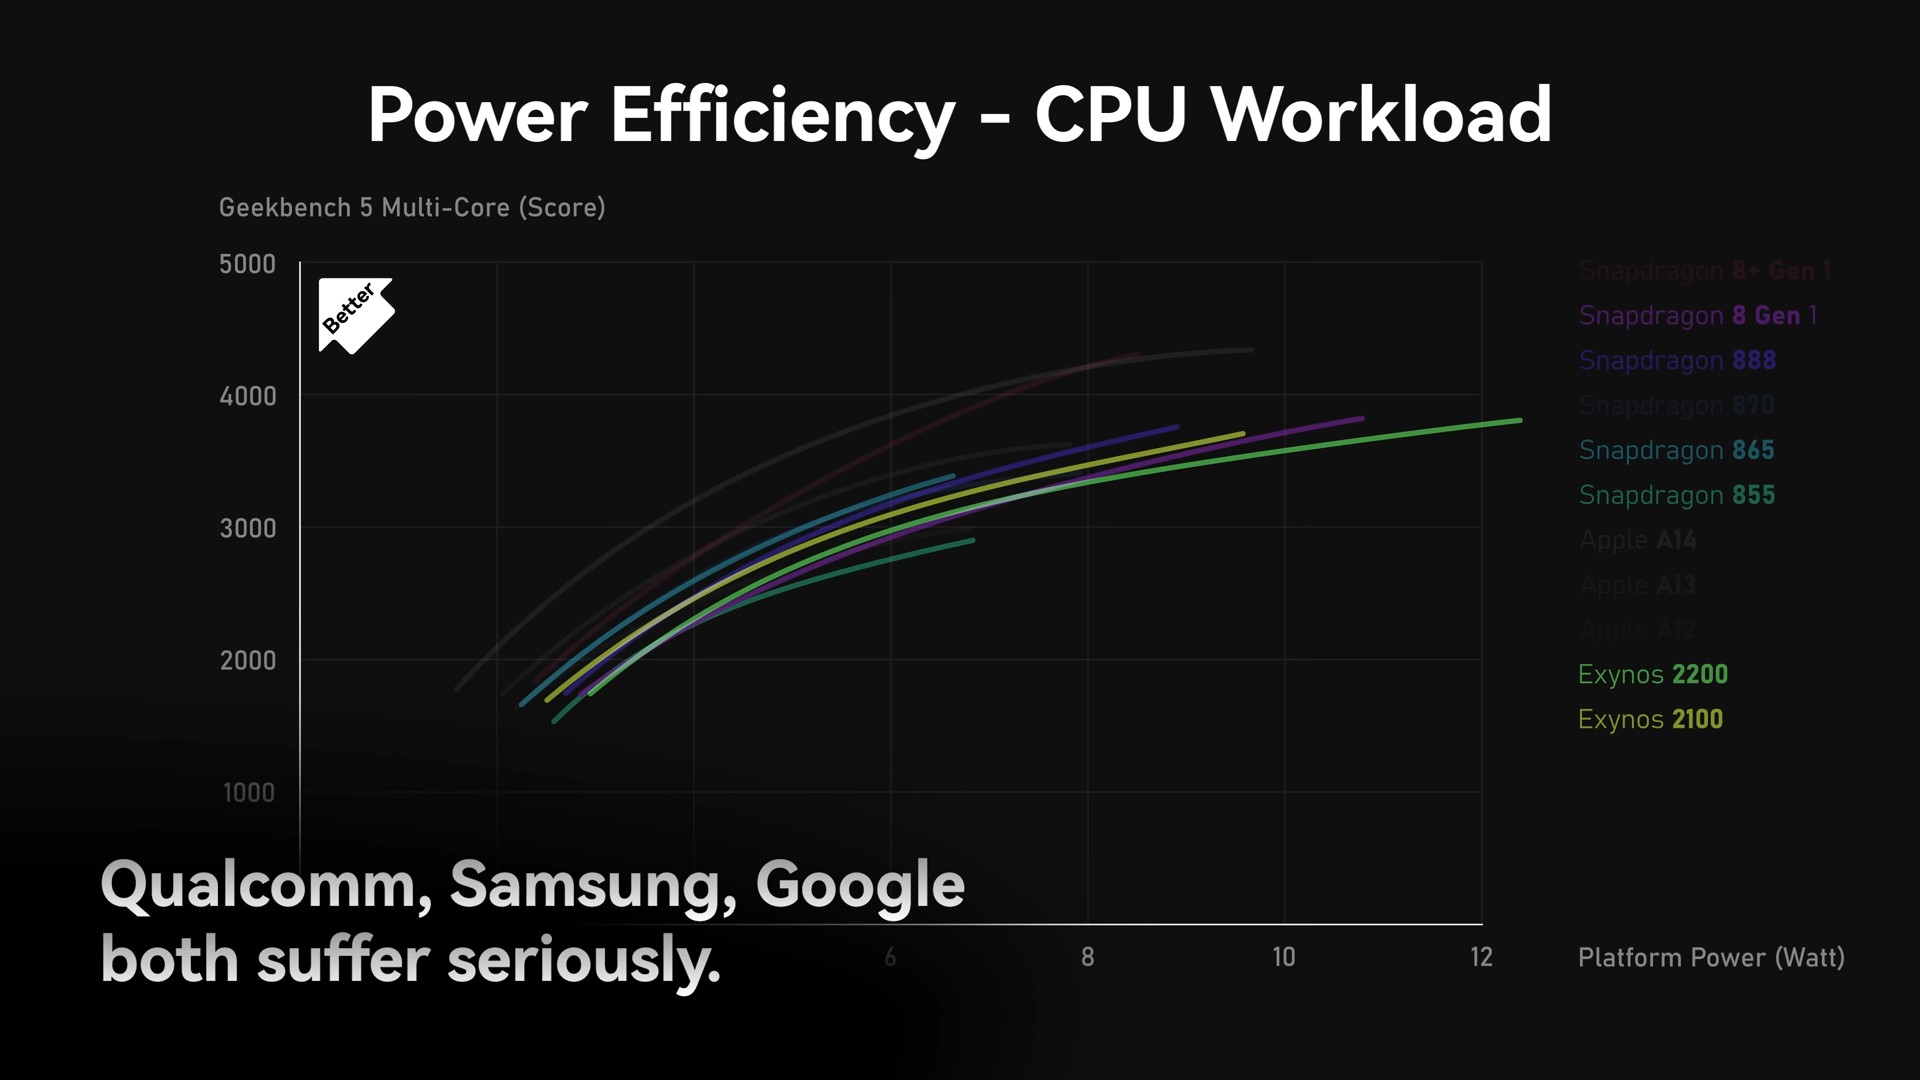 Power Efficiency - CPU Workload
Geekbench 5 Multi-Core (Score)
5000
Better
4000
3000
2000
1000
Snapdragon 8+ Gen 1
Snapdragon 8 Gen 1
Snapdragon 888
Snapdragon 870
Snapdragon 865
Snapdragon 855
Apple A14
Apple A13
Apple A12
Exynos 2200
Exynos 2100
Qualcomm, Samsung, Google
both suffer seriously.
6 8 10 12
Platform Power (Watt)